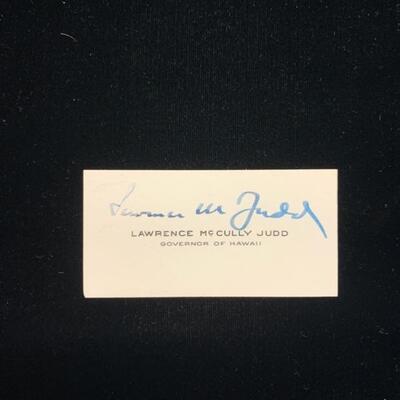 Lawrence M Judd
LAWRENCE McCULLY JUDD
GOVERNOR OF HAWAII